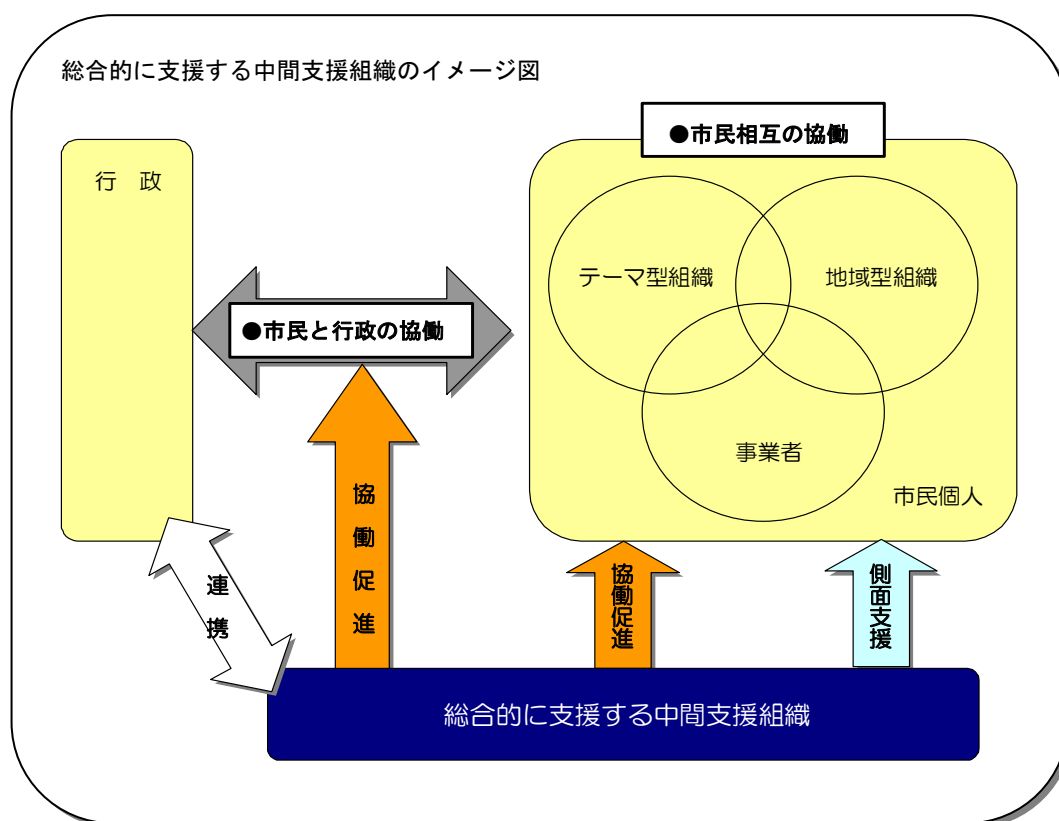 総合的に支援する中間支援組織のイメージ図
●市民相互の協働
行　政
テーマ型組織
地域型組織
●市民と行政の協働
事業者
市民個人
協働促進
連携
協働促進
側面支援
総合的に支援する中間支援組織